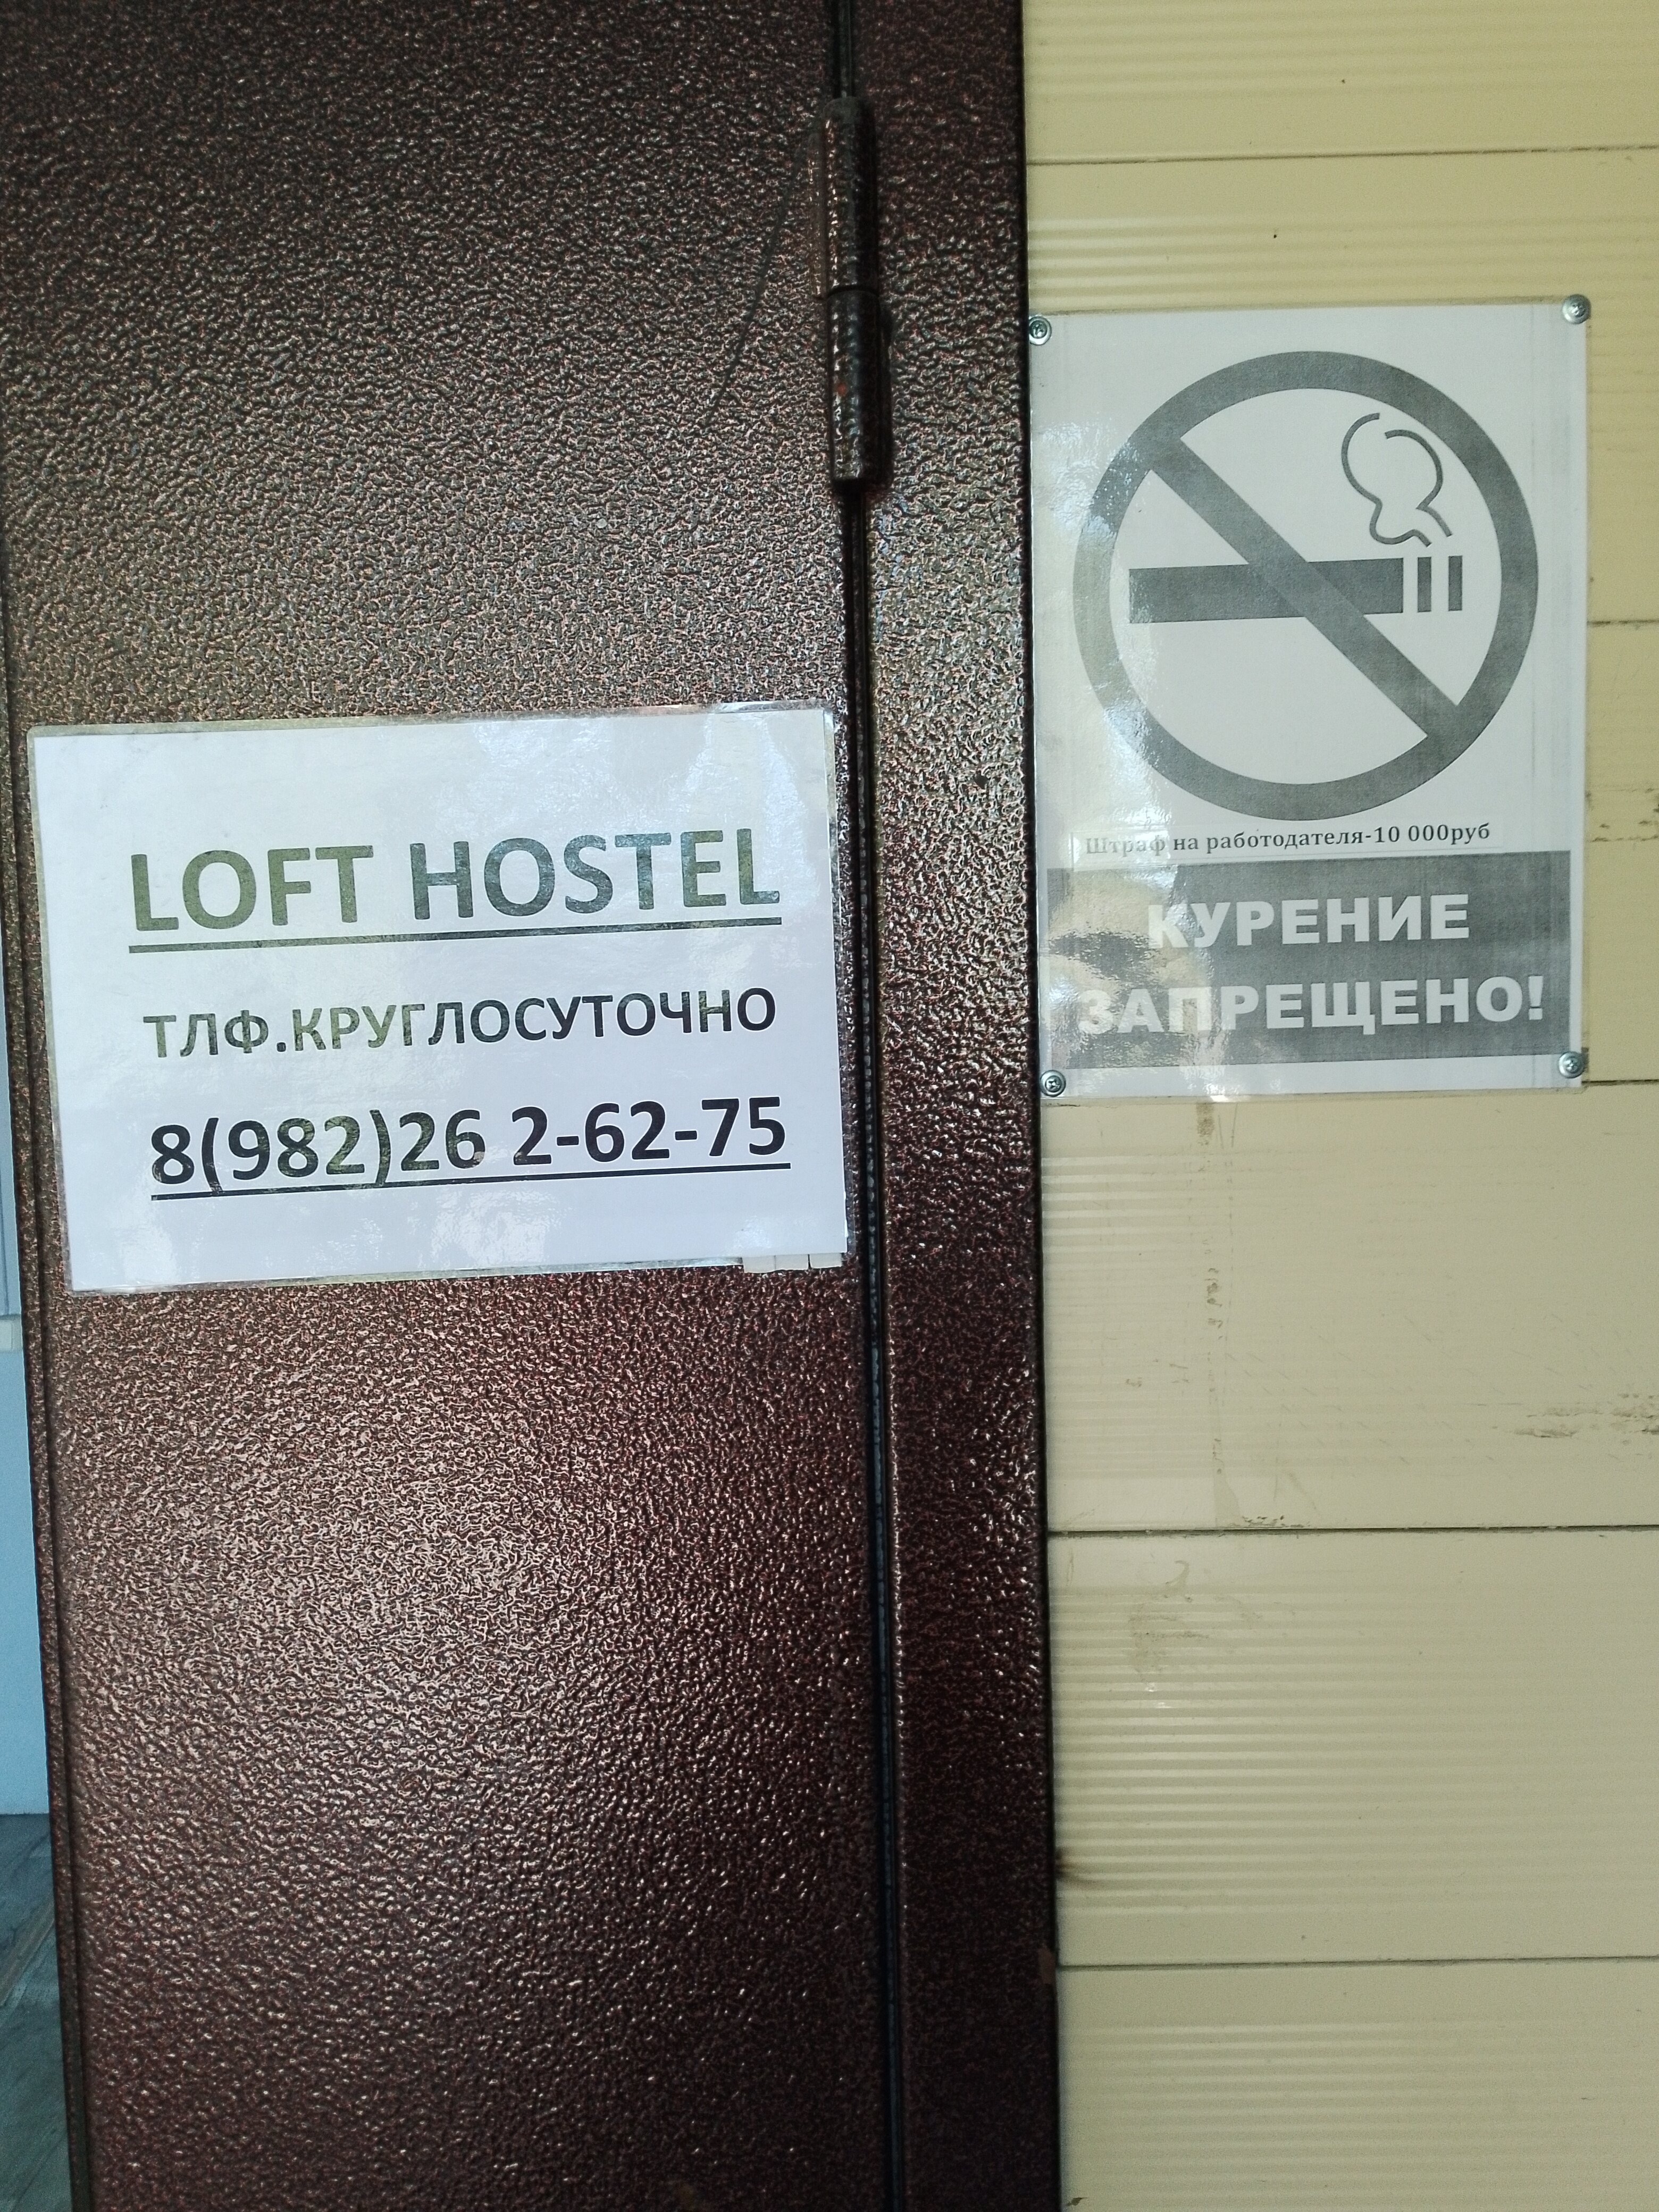 LOFT HOSTEL
ТЛФ.КРУГЛОСУТОЧНО
8(982)26 2-62-75
Штраф на работодателя-10 000руб
КУРЕНИЕ
ЗАПРЕЩЕНО!